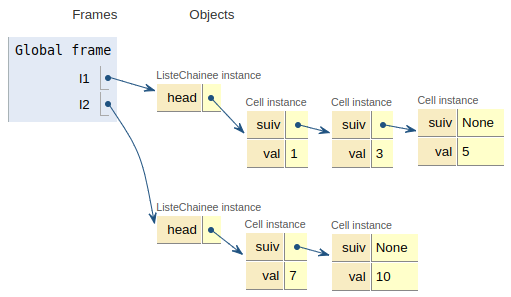 Frames Objects
Global frame
l1
l2
ListeChainee instance
head
Cell instance
suiv
val 1
Cell instance
suiv
val 3
Cell instance
suiv None
val 5
ListeChainee instance
head
Cell instance
suiv
val 7
Cell instance
suiv None
val 10